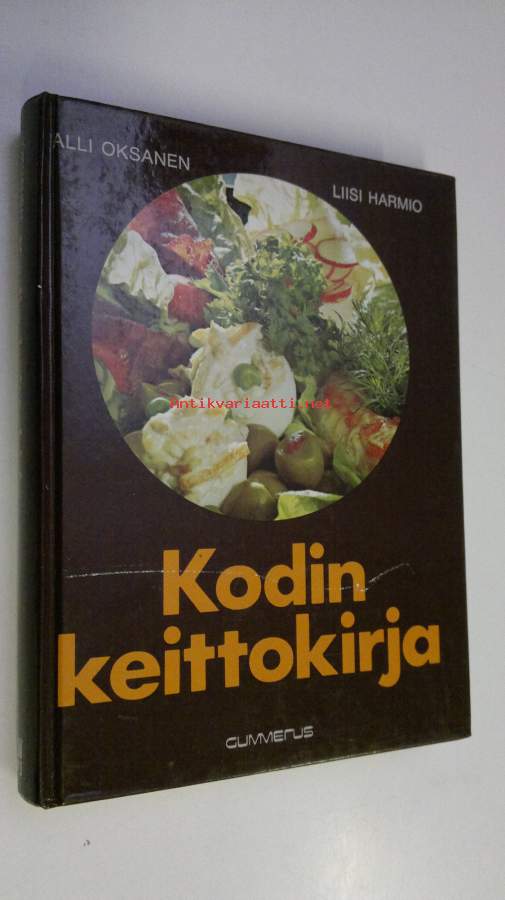 ALLI OKSANEN
LIISI HARMIO
Antikvariaatti.net
Kodin
keittokirja
GUMMERUS